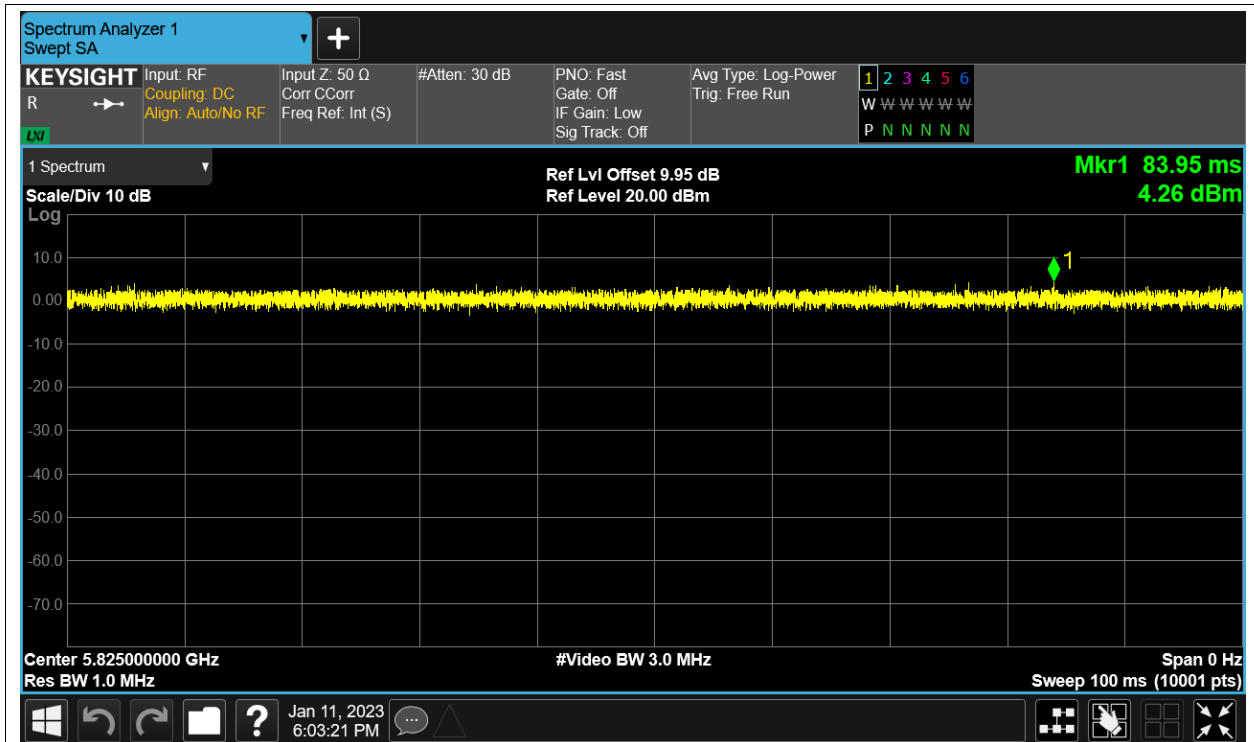 Spectrum Analyzer 1
Swept SA
KEYSIGHT
R
LXI
Input: RF
Coupling: DC
Align: Auto/No RF
Input Z: 50 Ω
Corr CCorr
Freq Ref: Int (S)
#Atten: 30 dB
PNO: Fast
Gate: Off
IF Gain: Low
Sig Track: Off
Avg Type: Log-Power
Trig: Free Run
1 2 3 4 5 6
W W W W W W
P N N N N N
1 Spectrum
Scale/Div 10 dB
Log
Ref Lvl Offset 9.95 dB
Ref Level 20.00 dBm
Mkr1 83.95 ms
4.26 dBm
1
10.0
0.00
-10.0
-20.0
-30.0
-40.0
-50.0
-60.0
-70.0
Center 5.825000000 GHz
Res BW 1.0 MHz
#Video BW 3.0 MHz
Span 0 Hz
Sweep 100 ms (10001 pts)
?
Jan 11, 2023
6:03:21 PM